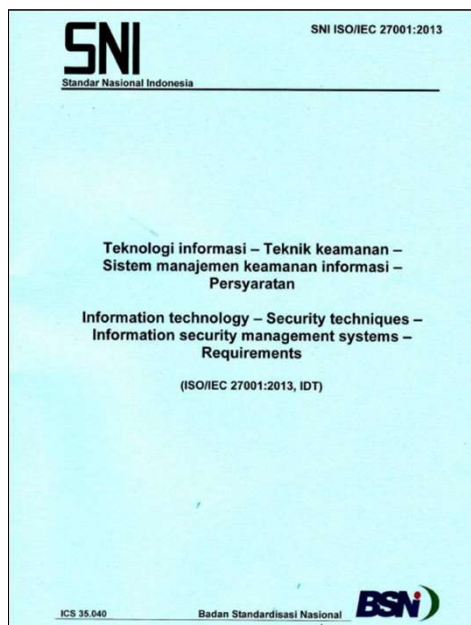 SNI
SNI ISO/IEC 27001:2013
Standar Nasional Indonesia
Teknologi informasi – Teknik keamanan –
Sistem manajemen keamanan informasi –
Persyaratan
Information technology – Security techniques –
Information security management systems –
Requirements
(ISO/IEC 27001:2013, IDT)
ICS 35.040
Badan Standardisasi Nasional
BSN